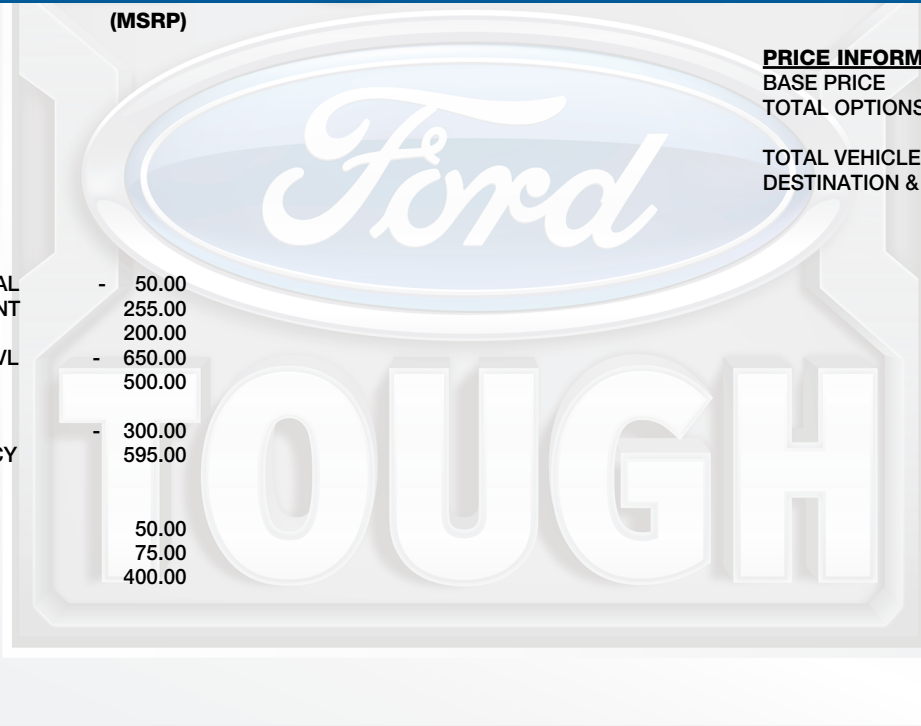 (MSRP)
PRICE INFORM
BASE PRICE
TOTAL OPTIONS
TOTAL VEHICLE
DESTINATION &
AL - 50.00
NT 255.00
200.00
VL - 650.00
500.00
- 300.00
CY 595.00
50.00
75.00
400.00
Ford
TOUGH